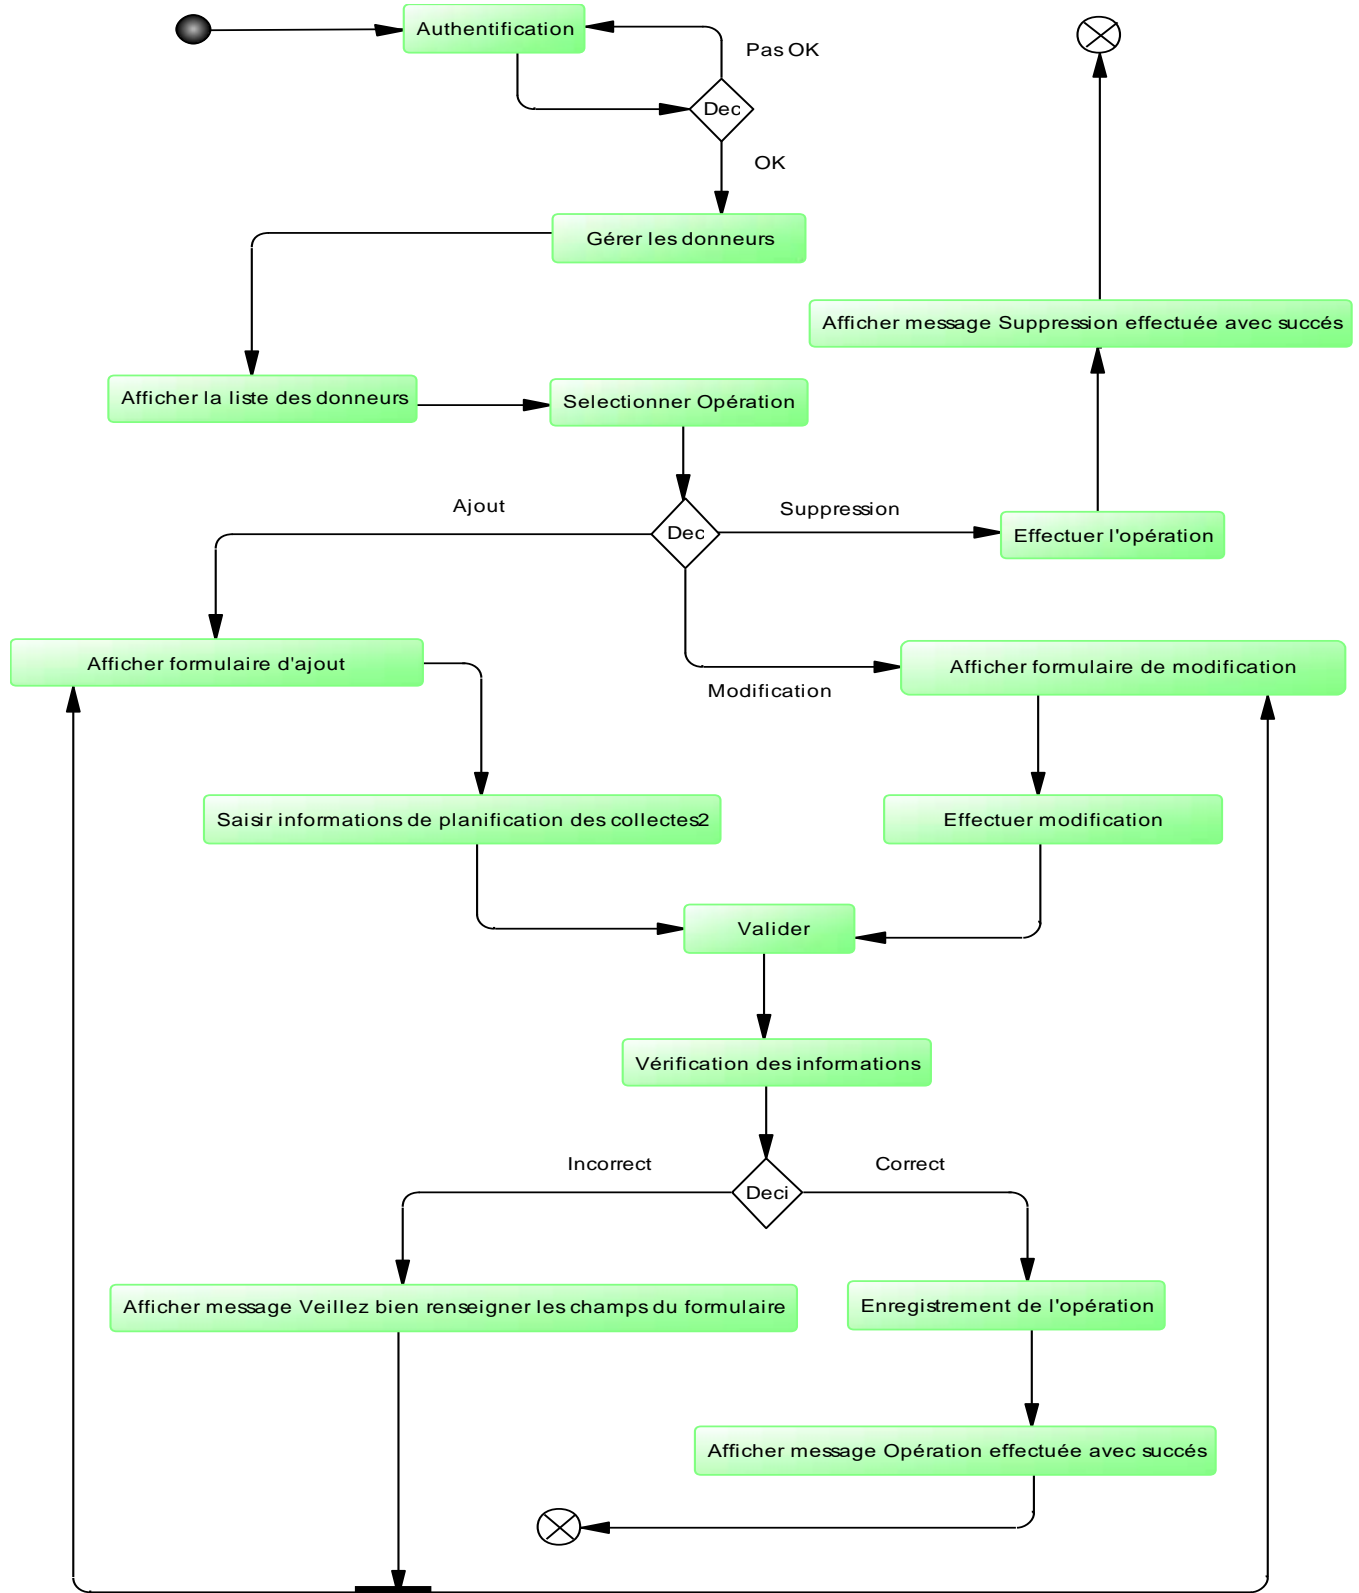 Authentification
Pas OK
Dec
OK
Gérer les donneurs
Afficher message Suppression effectuée avec succés
Afficher la liste des donneurs
Selectionner Opération
Ajout
Suppression
Dec
Effectuer l'opération
Afficher formulaire d'ajout
Afficher formulaire de modification
Modification
Saisir informations de planification des collectes2
Effectuer modification
Valider
Vérification des informations
Incorrect
Correct
Deci
Afficher message Veillez bien renseigner les champs du formulaire
Enregistrement de l'opération
Afficher message Opération effectuée avec succés